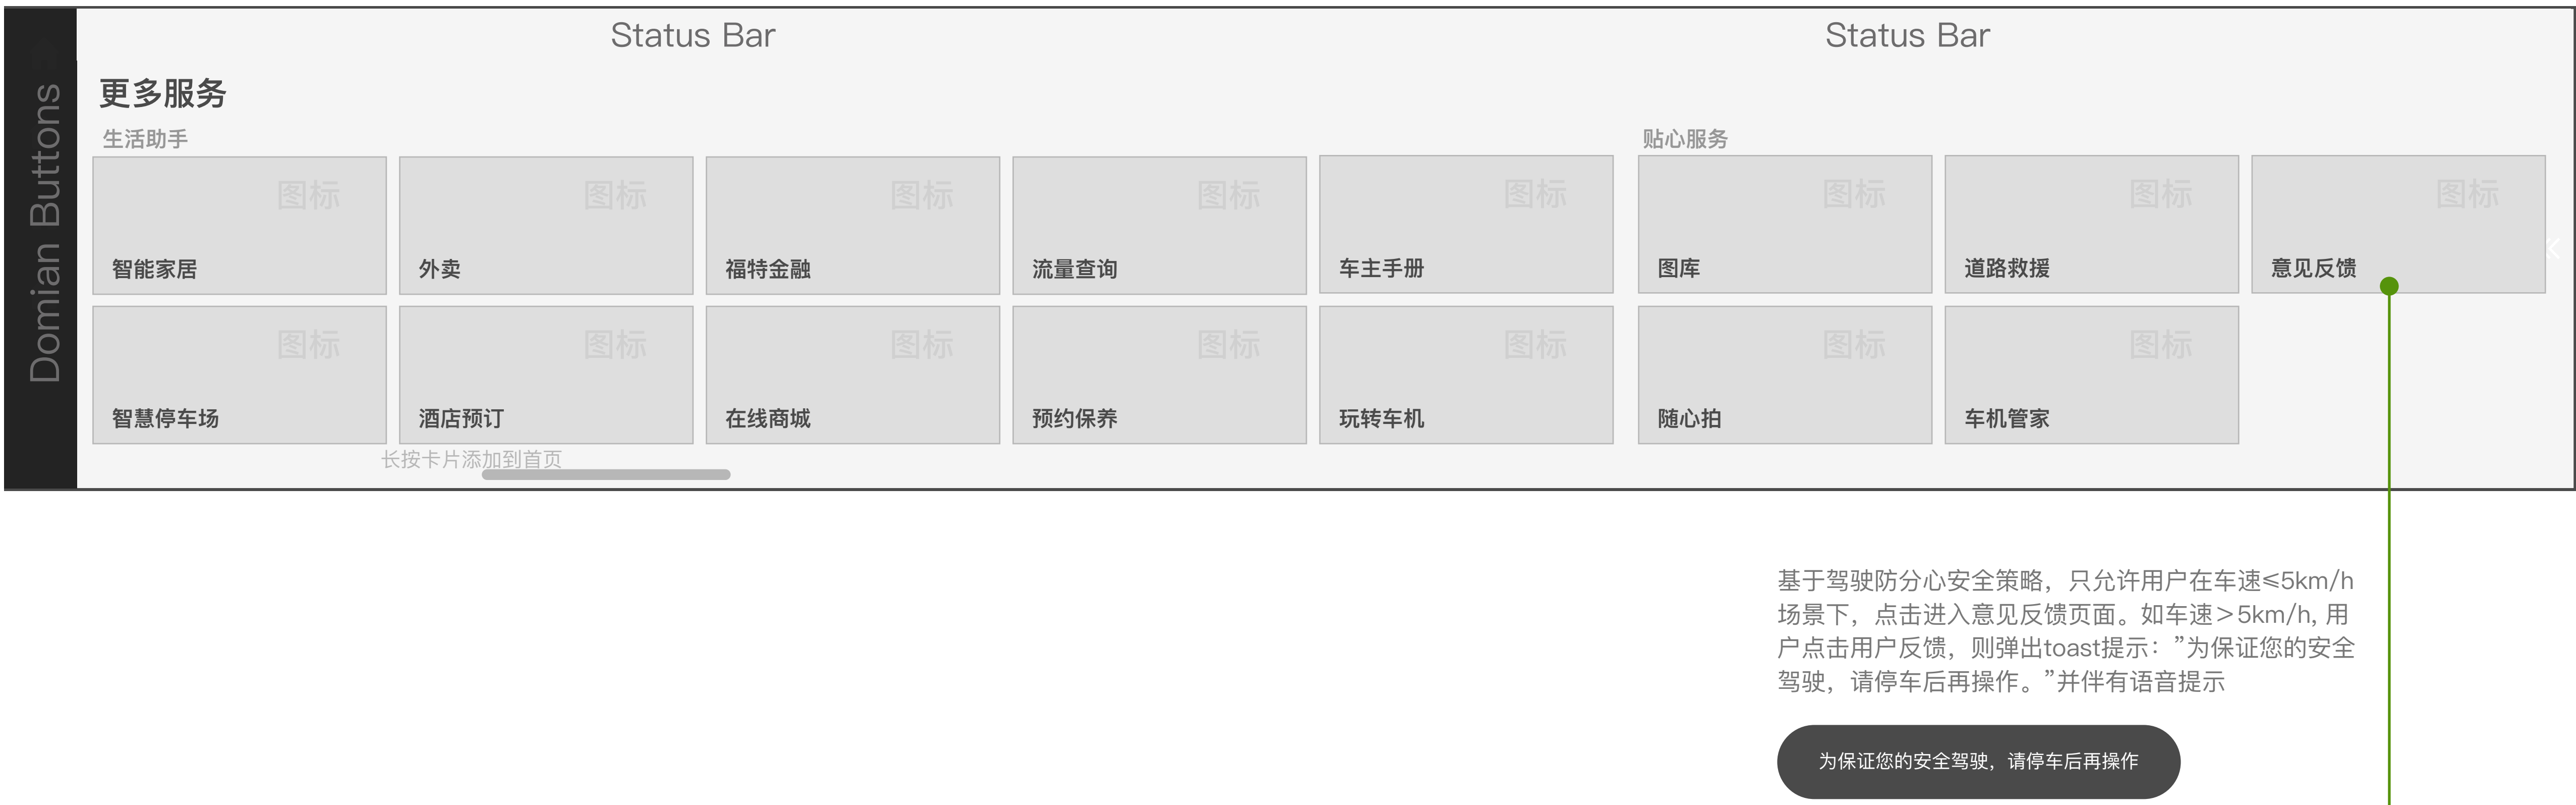 Status Bar
Status Bar
Domian Buttons
更多服务
生活助手
贴心服务
图标
图标
图标
图标
图标
图标
图标
图标
智能家居
外卖
福特金融
流量查询
车主手册
图库
道路救援
意见反馈
图标
图标
图标
图标
图标
图标
图标
智慧停车场
酒店预订
在线商城
预约保养
玩转车机
随心拍
车机管家
长按卡片添加到首页
基于驾驶防分心安全策略，只允许用户在车速≤5km/h
场景下，点击进入意见反馈页面。如车速＞5km/h, 用
户点击用户反馈，则弹出toast提示：”为保证您的安全
驾驶，请停车后再操作。”并伴有语音提示
为保证您的安全驾驶，请停车后再操作